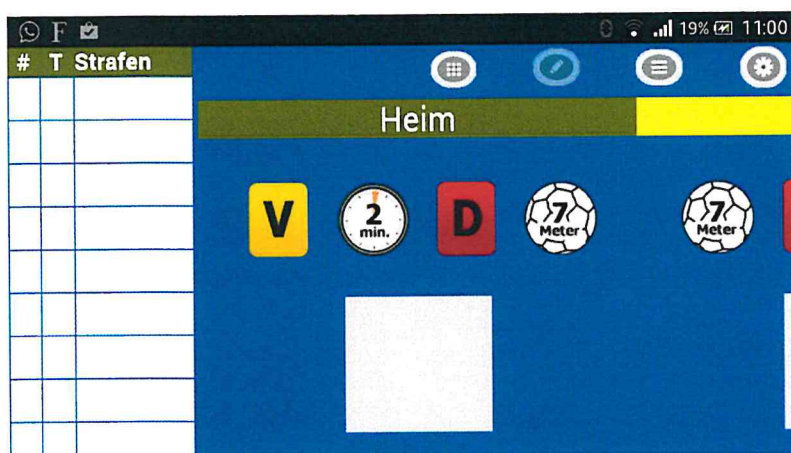 F 19% 11:00
# T Strafen
Heim
V 2 min. D 7 Meter 7 Meter